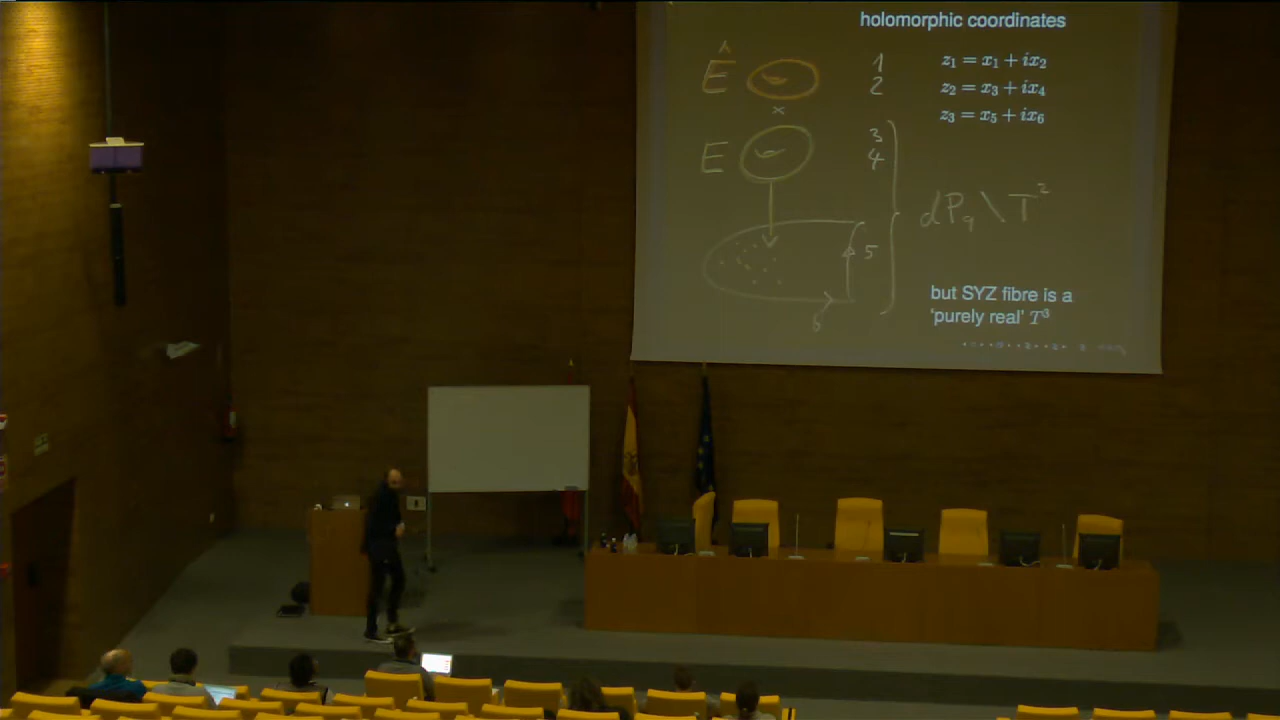 holomorphic coordinates
Ê 1 z₁ = x₁ + ix₂
2 z₂ = x₃ + ix₄
× z₃ = x₅ + ix₆
3
E 4
dP₉ \ T²
5
6
but SYZ fibre is a
'purely real' T³